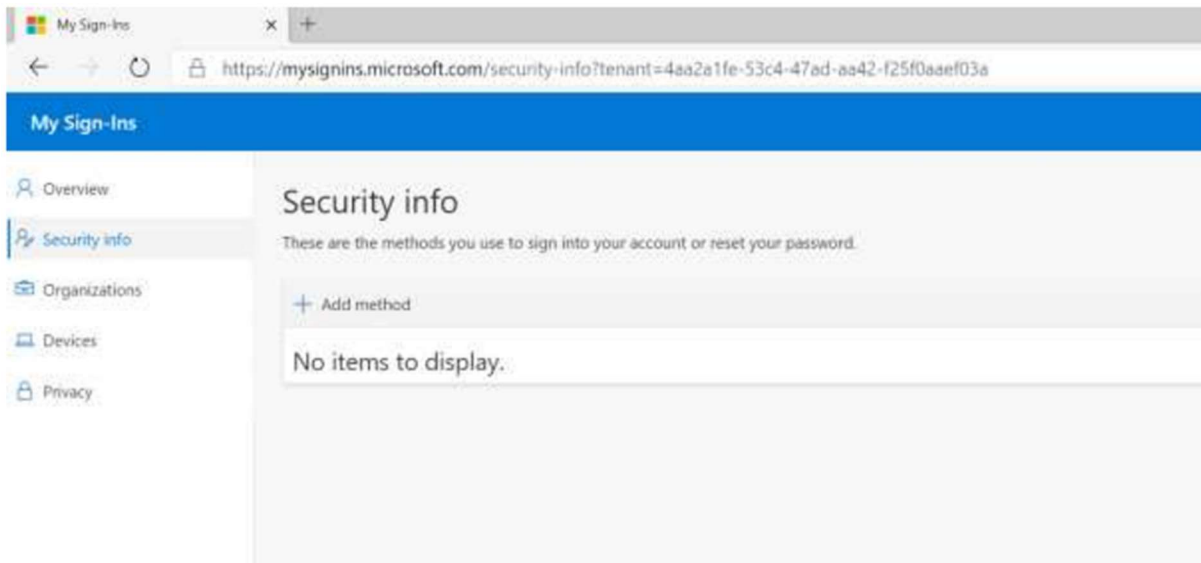 My Sign-Ins
https://mysignins.microsoft.com/security-info?tenant=4aa2a1fe-53c4-47ad-aa42-f25f0aaef03a
My Sign-Ins
Overview
Security info
Organizations
Devices
Privacy
Security info
These are the methods you use to sign into your account or reset your password.
+ Add method
No items to display.